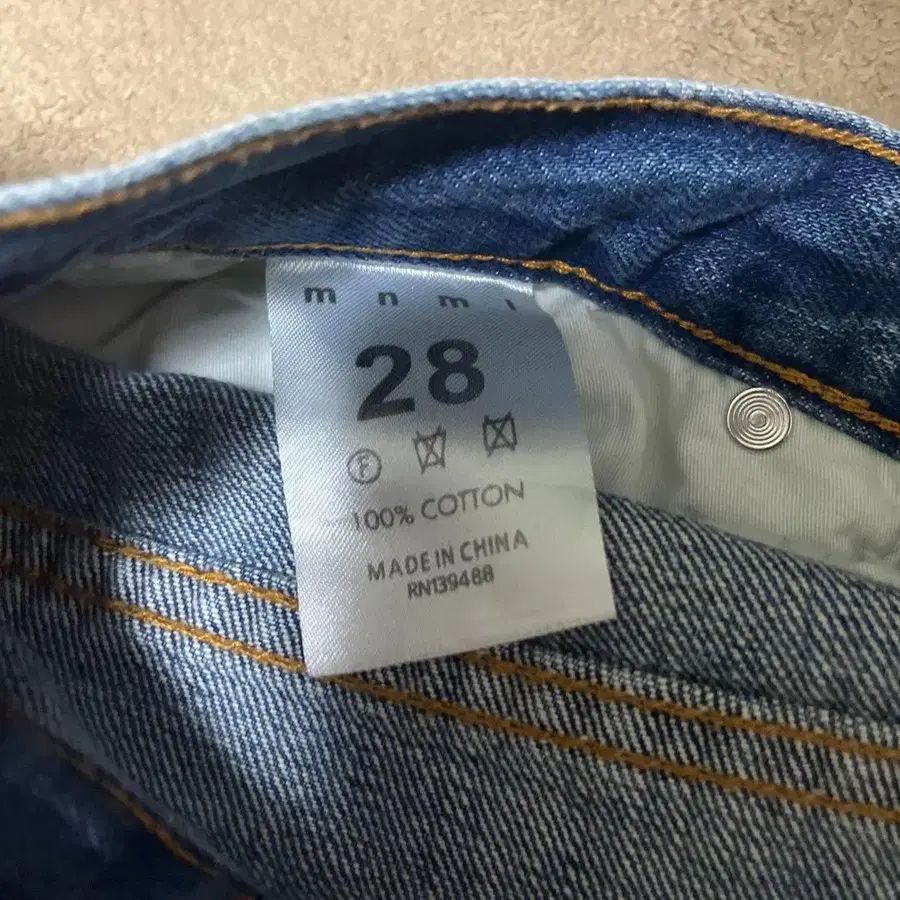 m n m l
28
F
100% COTTON
MADE IN CHINA
RN139488